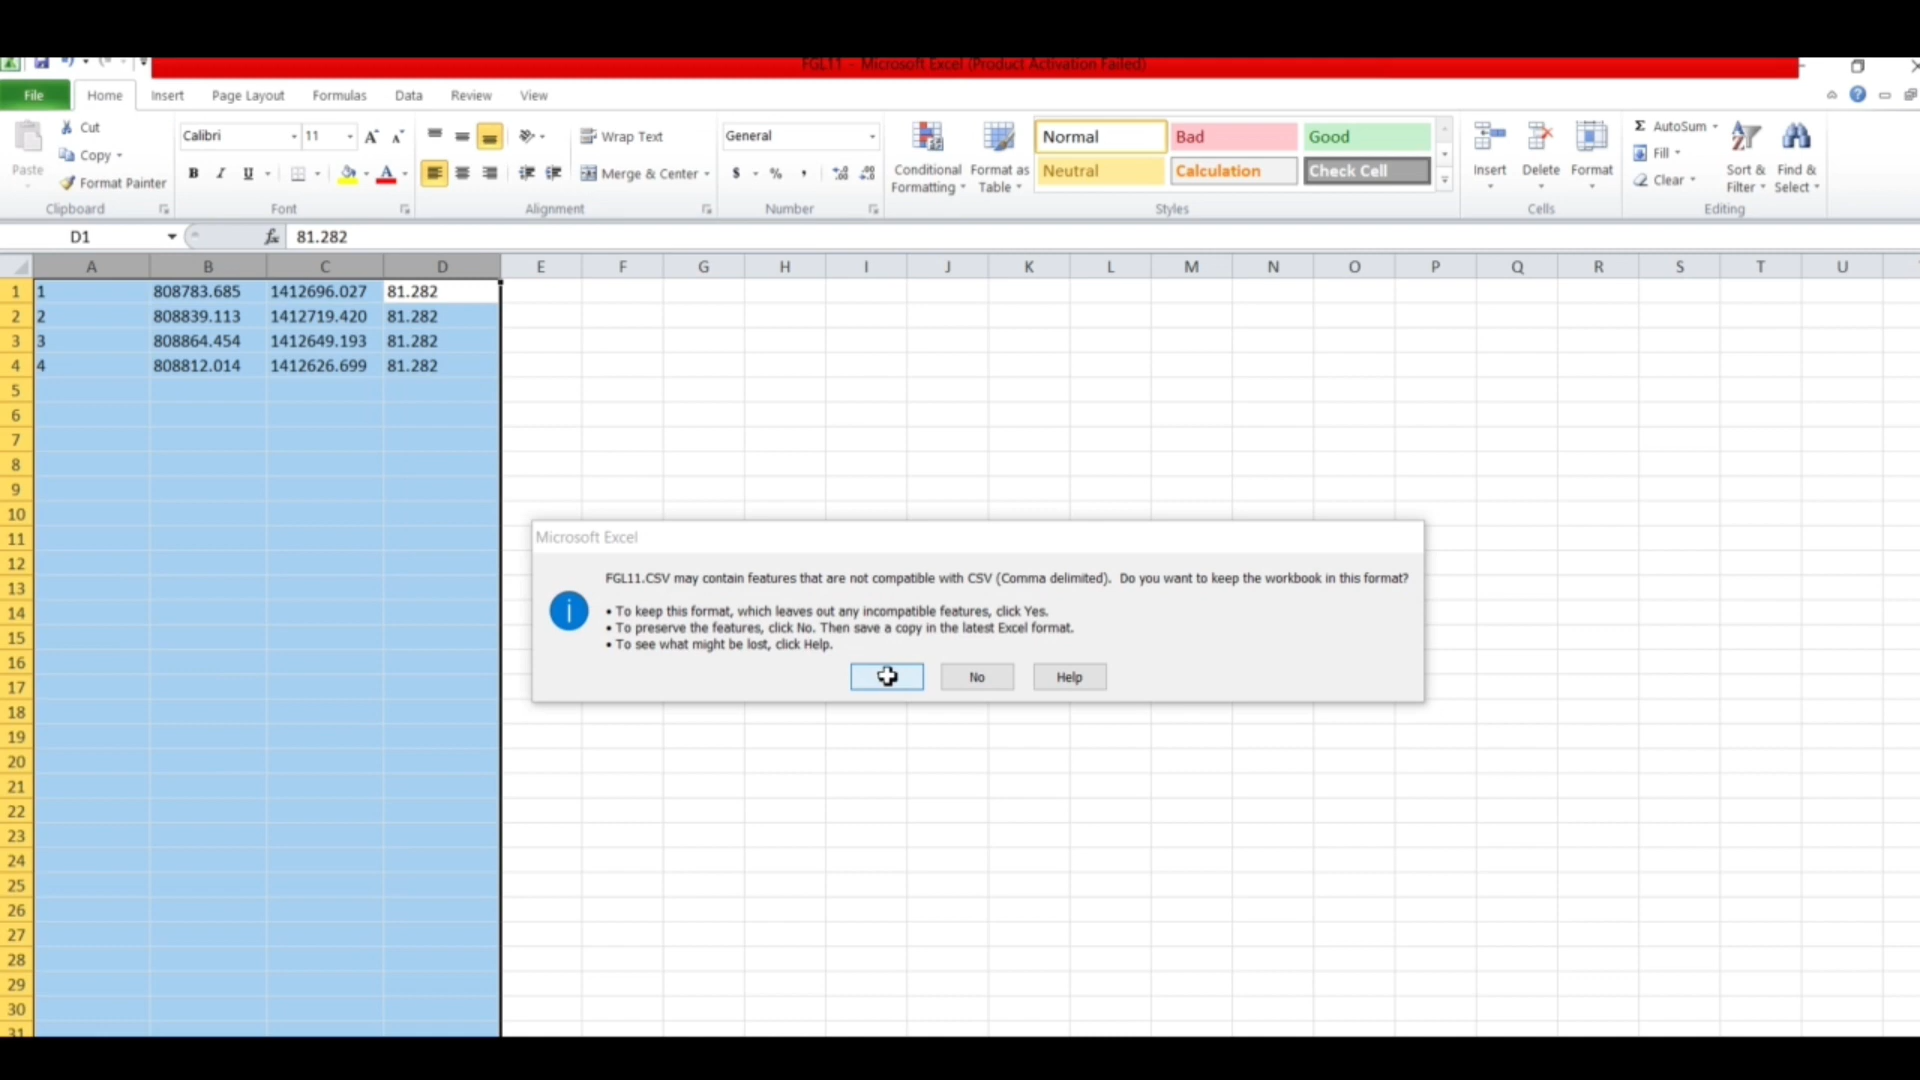 FGL11 - Microsoft Excel (Product Activation Failed)
File Home Insert Page Layout Formulas Data Review View
Paste
Cut
Copy
Format Painter
Clipboard
Calibri 11
B I U
Font
Wrap Text
Merge & Center
Alignment
General
$ % ,
Number
Conditional Formatting
Format as Table
Normal Bad Good
Neutral Calculation Check Cell
Styles
Insert Delete Format
Cells
Σ AutoSum
Fill
Clear
Sort & Filter
Find & Select
Editing
D1 fx 81.282
A B C D E F G H I J K L M N O P Q R S T U
1 1 808783.685 1412696.027 81.282
2 2 808839.113 1412719.420 81.282
3 3 808864.454 1412649.193 81.282
4 4 808812.014 1412626.699 81.282
5
6
7
8
9
10
11
12
13
14
15
16
17
18
19
20
21
22
23
24
25
26
27
28
29
30
31
Microsoft Excel
FGL11.CSV may contain features that are not compatible with CSV (Comma delimited). Do you want to keep the workbook in this format?
• To keep this format, which leaves out any incompatible features, click Yes.
• To preserve the features, click No. Then save a copy in the latest Excel format.
• To see what might be lost, click Help.
No Help